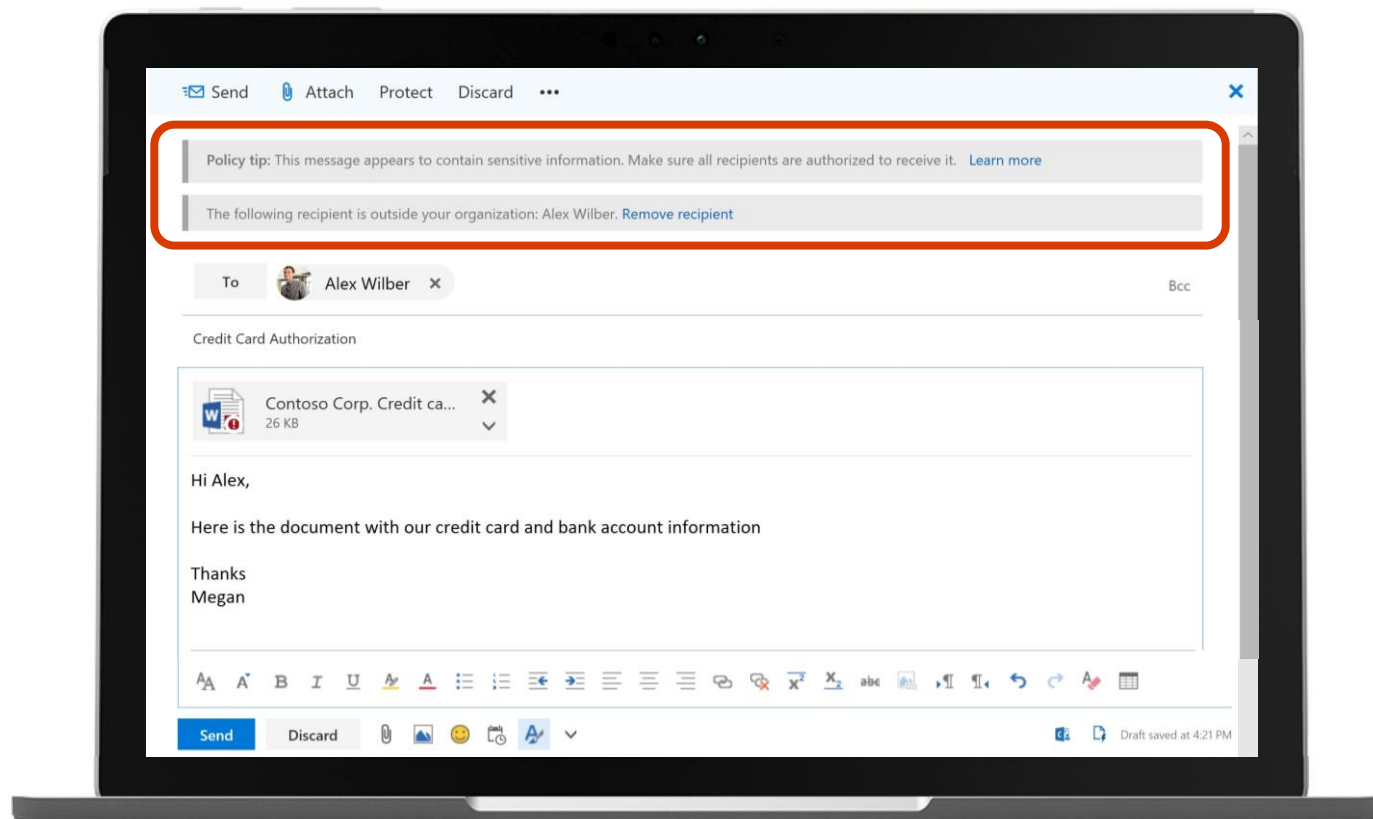 Send Attach Protect Discard •••
Policy tip: This message appears to contain sensitive information. Make sure all recipients are authorized to receive it. Learn more
The following recipient is outside your organization: Alex Wilber. Remove recipient
To Alex Wilber Bcc
Credit Card Authorization
Contoso Corp. Credit ca...
26 KB
Hi Alex,
Here is the document with our credit card and bank account information
Thanks
Megan
Send Discard Draft saved at 4:21 PM